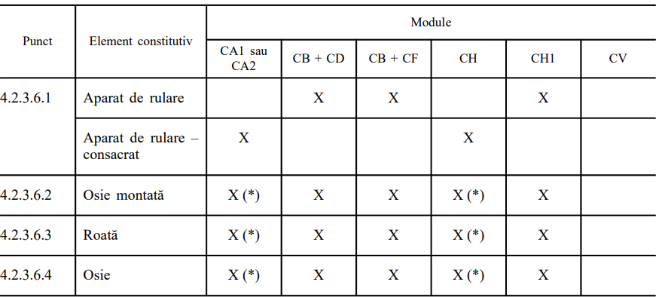 Punct Element constitutiv Module
CA1 sau CA2 CB + CD CB + CF CH CH1 CV
4.2.3.6.1 Aparat de rulare X X X
Aparat de rulare – consacrat X X
4.2.3.6.2 Osie montată X (*) X X X (*) X
4.2.3.6.3 Roată X (*) X X X (*) X
4.2.3.6.4 Osie X (*) X X X (*) X